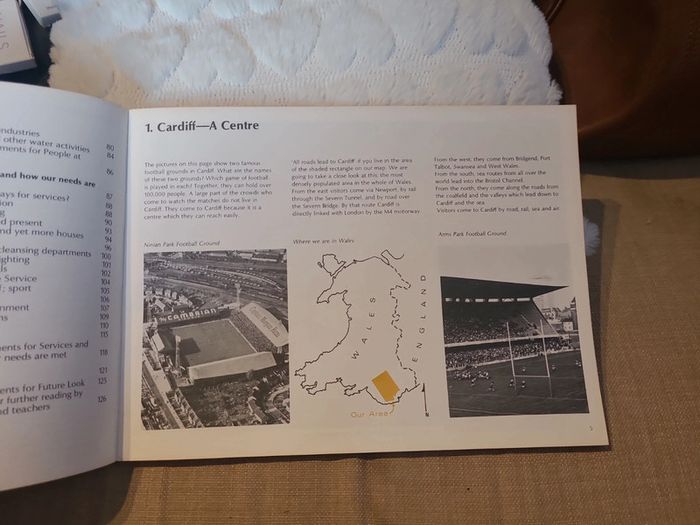 ndustries
other water activities 80
ments for People at 84
86
and how our needs are
ays for services? 87
88
88
d present 90
nd yet more houses 93
94
cleansing departments 96
ghting 100
ls 101
Service 102
f; sport 104
105
106
rnment 107
ns 109
110
115
ments for Services and
needs are met 118
121
ments for Future Look 125
r further reading by
nd teachers 126
1. Cardiff—A Centre
The pictures on this page show two famous
football grounds in Cardiff. What are the
names of these two grounds? Which game of football
is played in each? Together, they can hold over
100,000 people. A large part of the crowds who
come to watch the matches do not live in
Cardiff. They come to Cardiff because it is a
centre which they can reach easily.
'All roads lead to Cardiff' if you live in the area
of the shaded rectangle on our map. We are
going to take a close look at this; the most
densely populated area in the whole of Wales.
From the east visitors come via Newport, by rail
through the Severn Tunnel, and by road over
the Severn Bridge. By that route Cardiff is
directly linked with London by the M4 motorway.
From the west, they come from Bridgend, Port
Talbot, Swansea and West Wales.
From the south, sea routes from all over the
world lead into the Bristol Channel.
From the north, they come along the roads from
the coalfield and the valleys which lead down to
Cardiff and the sea.
Visitors come to Cardiff by road, rail, sea and air.
Ninian Park Football Ground
CAMBRIAN
Where we are in Wales
WALES
ENGLAND
Our Area
N
Arms Park Football Ground
5